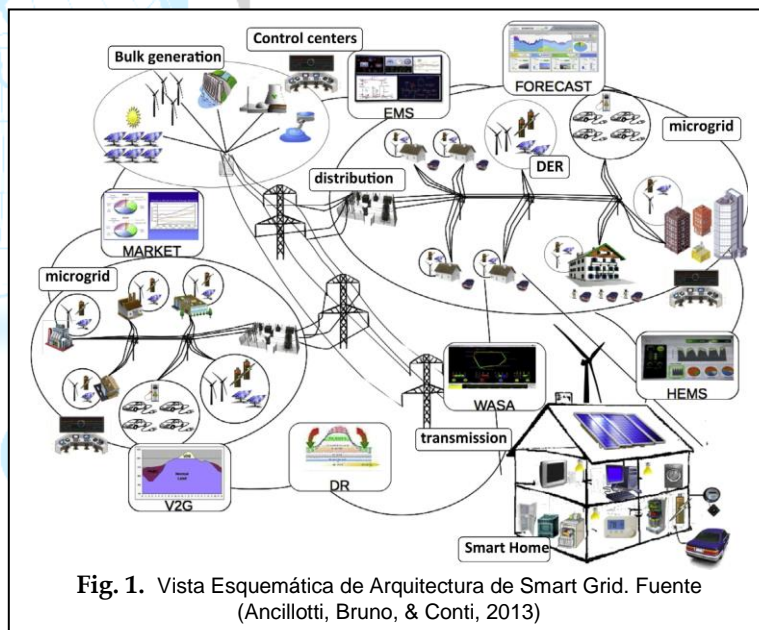 Bulk generation
Control centers
EMS
FORECAST
microgrid
distribution
DER
MARKET
microgrid
WASA
HEMS
transmission
V2G
DR
Smart Home
Fig. 1. Vista Esquemática de Arquitectura de Smart Grid. Fuente
(Ancillotti, Bruno, & Conti, 2013)